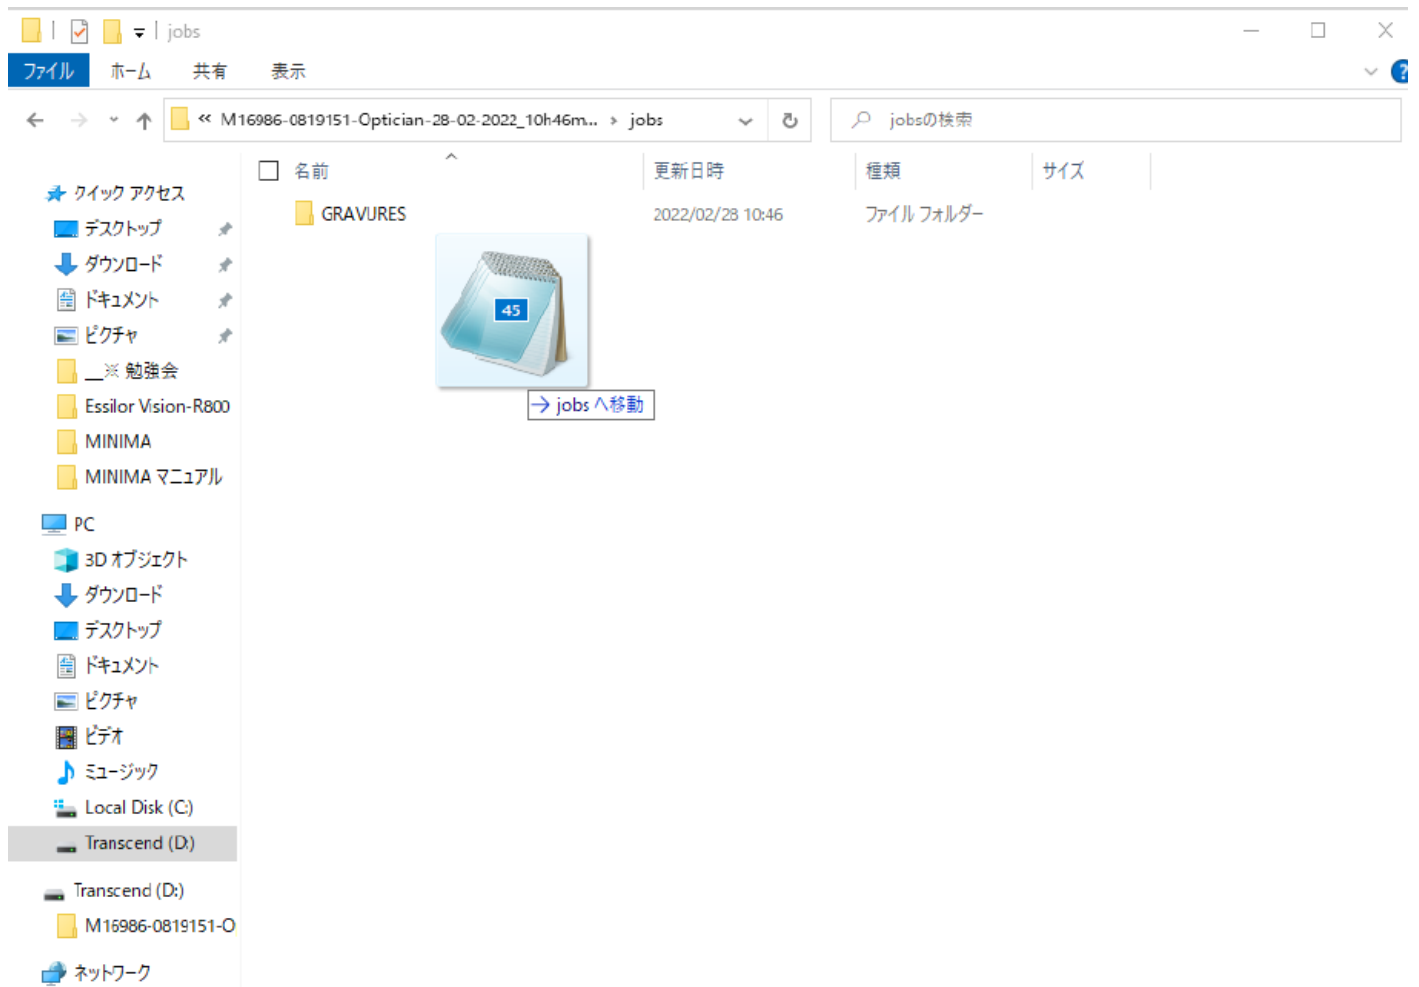 jobs
ファイル ホーム 共有 表示
« M16986-0819151-Optician-28-02-2022_10h46m... › jobs
jobsの検索
名前 更新日時 種類 サイズ
GRAVURES 2022/02/28 10:46 ファイル フォルダー
45
→ jobs へ移動
クイック アクセス
デスクトップ
ダウンロード
ドキュメント
ピクチャ
__※ 勉強会
Essilor Vision-R800
MINIMA
MINIMA マニュアル
PC
3D オブジェクト
ダウンロード
デスクトップ
ドキュメント
ピクチャ
ビデオ
ミュージック
Local Disk (C:)
Transcend (D:)
Transcend (D:)
M16986-0819151-O
ネットワーク